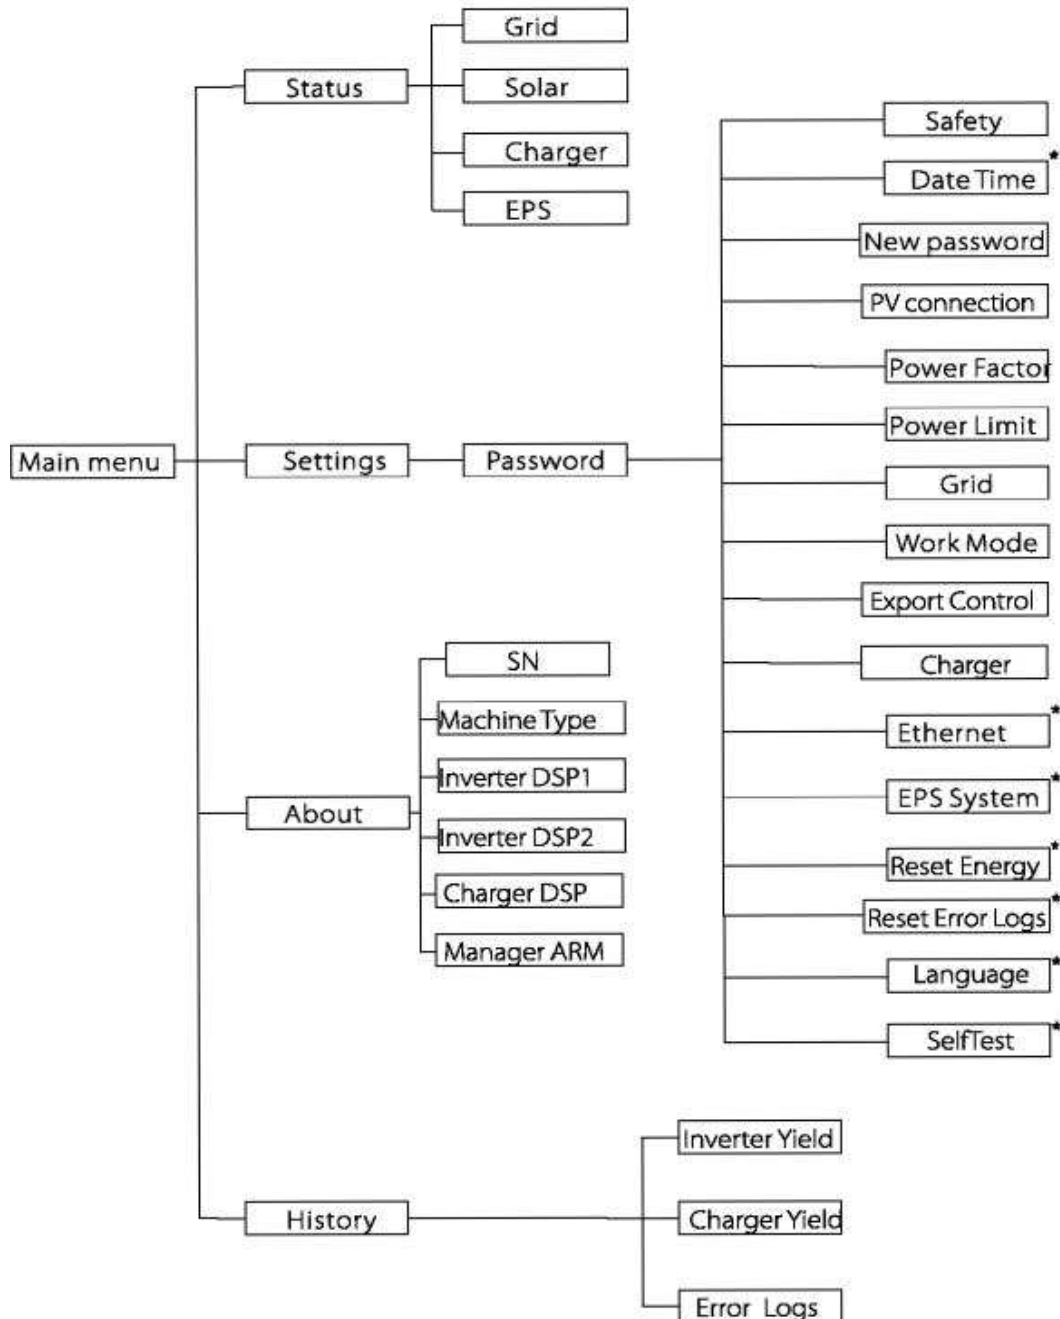 Main menu
Status
Grid
Solar
Charger
EPS
Settings
Password
Safety
Date Time *
New password
PV connection
Power Factor
Power Limit
Grid
Work Mode
Export Control
Charger
Ethernet *
EPS System *
Reset Energy *
Reset Error Logs *
Language *
SelfTest *
About
SN
Machine Type
Inverter DSP1
Inverter DSP2
Charger DSP
Manager ARM
History
Inverter Yield
Charger Yield
Error Logs